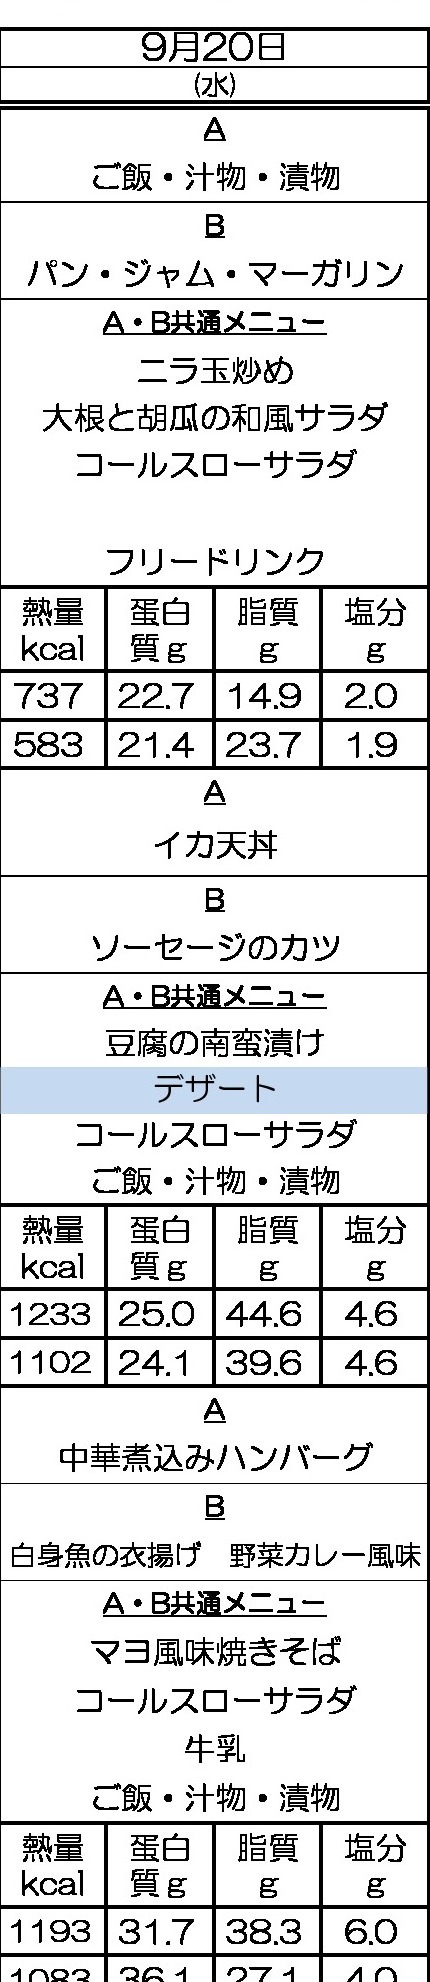 9月20日
(水)
A
ご飯・汁物・漬物
B
パン・ジャム・マーガリン
A・B共通メニュー
ニラ玉炒め
大根と胡瓜の和風サラダ
コールスローサラダ
フリードリンク
熱量 蛋白 脂質 塩分
kcal 質g g g
737 22.7 14.9 2.0
583 21.4 23.7 1.9
A
イカ天丼
B
ソーセージのカツ
A・B共通メニュー
豆腐の南蛮漬け
デザート
コールスローサラダ
ご飯・汁物・漬物
熱量 蛋白 脂質 塩分
kcal 質g g g
1233 25.0 44.6 4.6
1102 24.1 39.6 4.6
A
中華煮込みハンバーグ
B
白身魚の衣揚げ 野菜カレー風味
A・B共通メニュー
マヨ風味焼きそば
コールスローサラダ
牛乳
ご飯・汁物・漬物
熱量 蛋白 脂質 塩分
kcal 質g g g
1193 31.7 38.3 6.0
1083 36.1 27.1 4.0